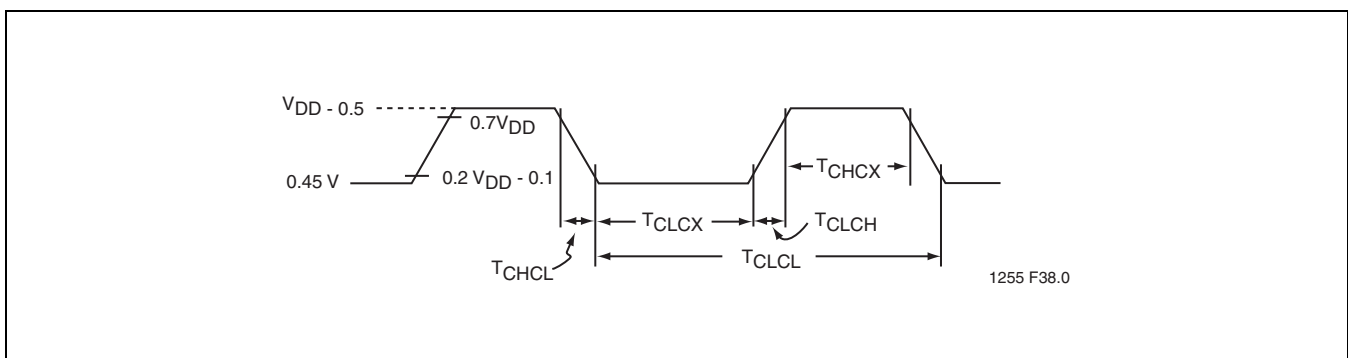 VDD - 0.5
0.7VDD
0.45 V
0.2 VDD - 0.1
TCHCX
TCLCX
TCLCH
TCHCL
TCLCL
1255 F38.0